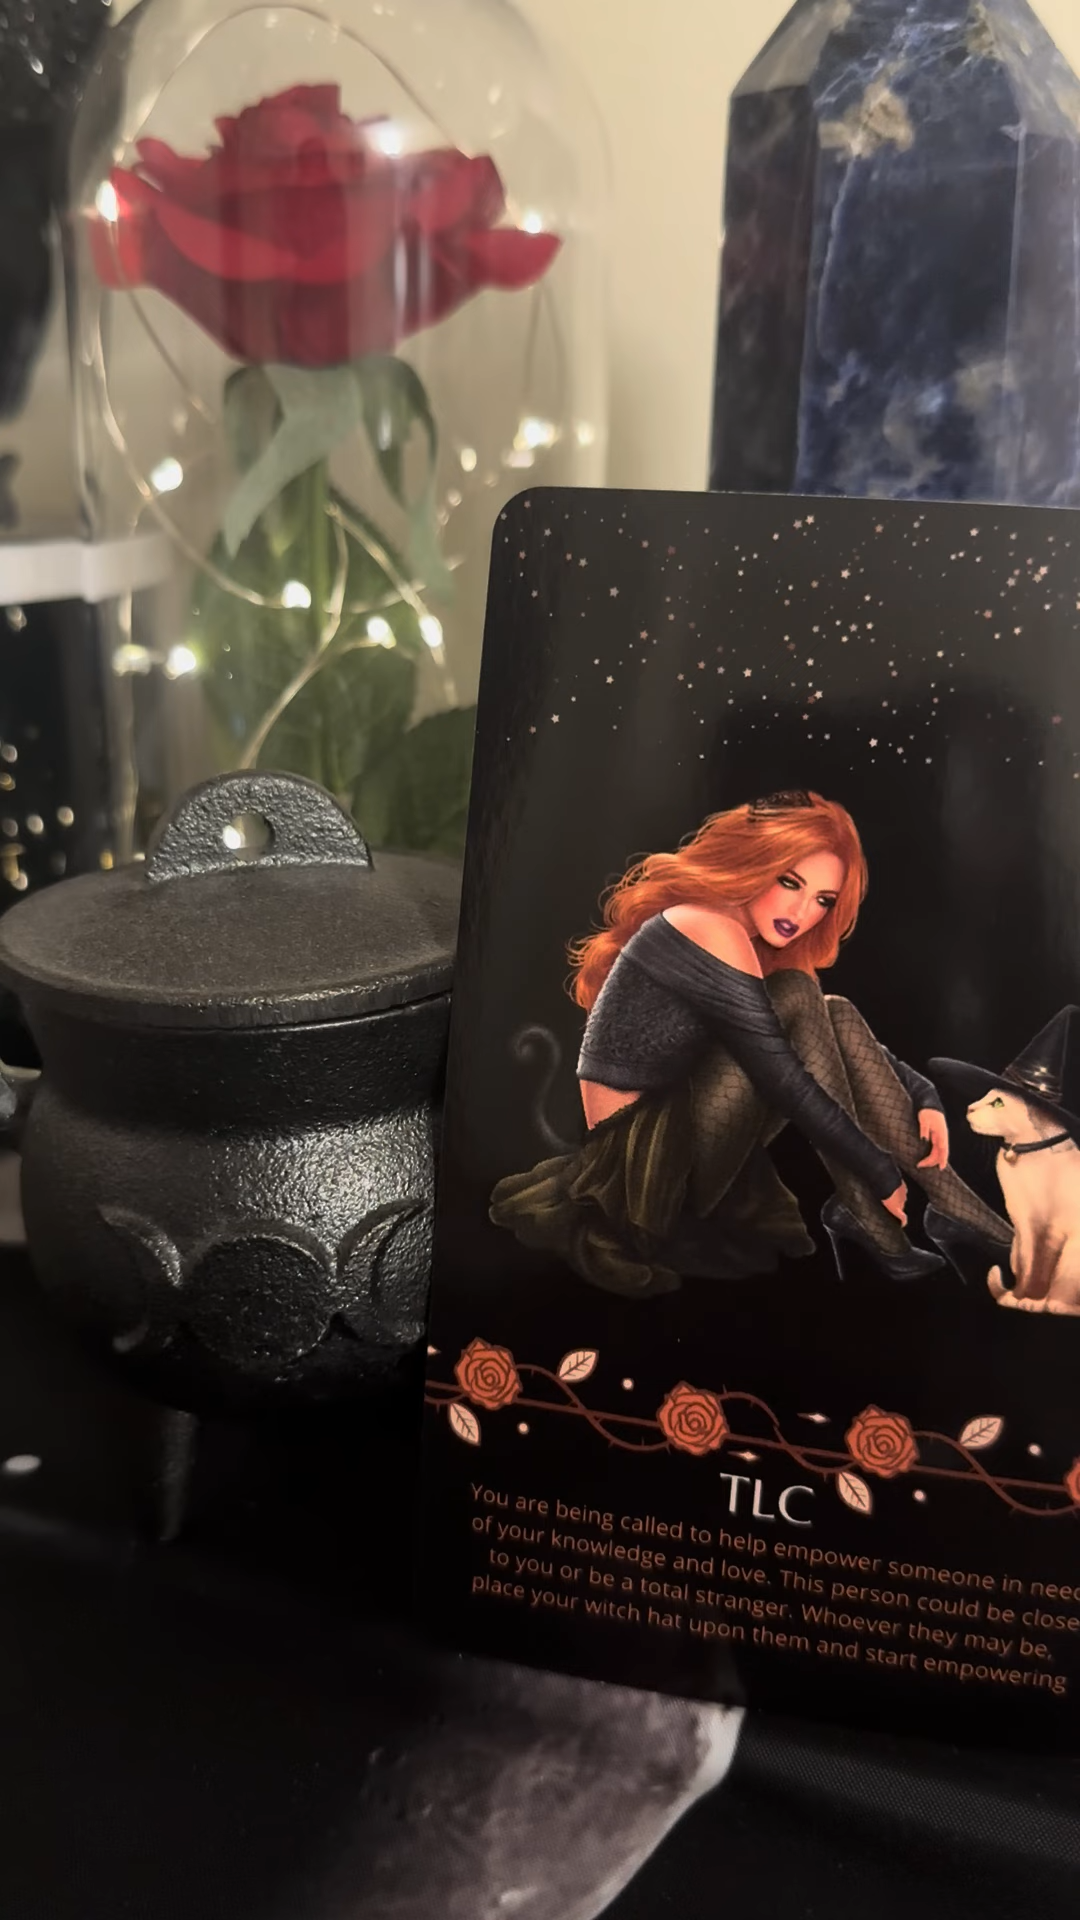 TLC
You are being called to help empower someone in need
of your knowledge and love. This person could be close
to you or be a total stranger. Whoever they may be,
place your witch hat upon them and start empowering